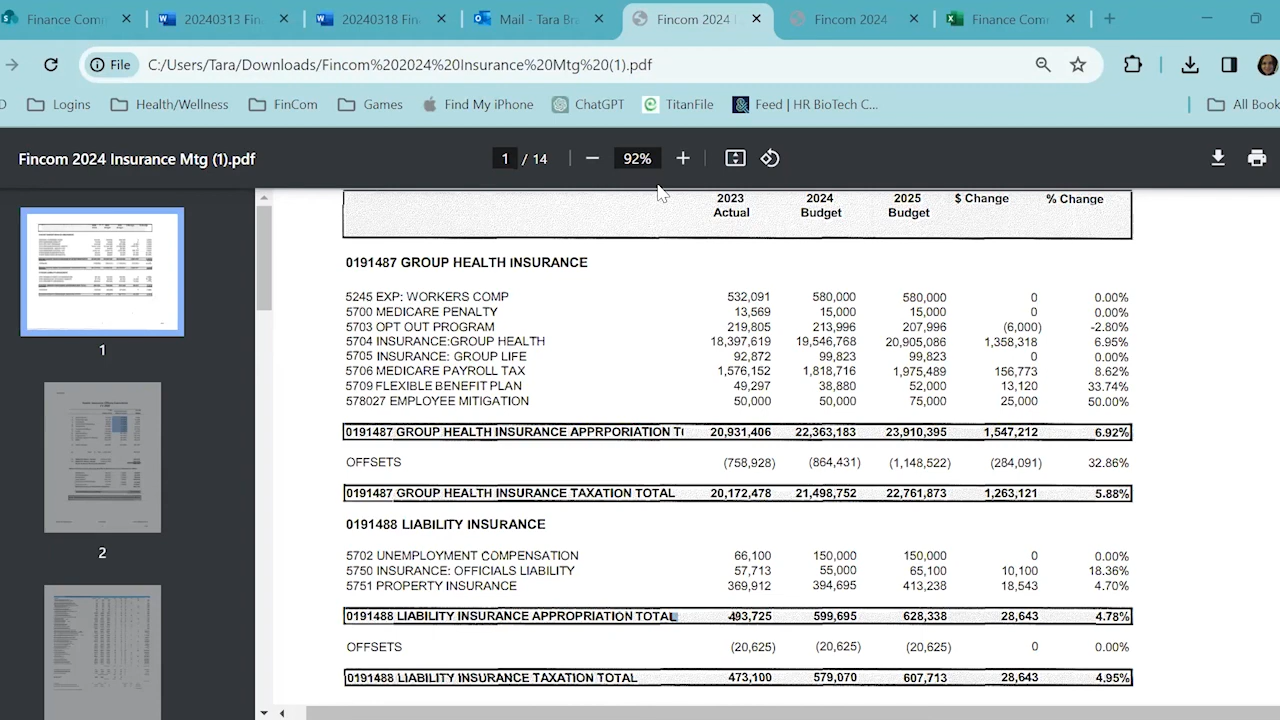 Finance Com
20240313 Fin
20240318 Fin
Mail - Tara Bra
Fincom 2024
Fincom 2024
Finance Com
File
C:/Users/Tara/Downloads/Fincom%202024%20Insurance%20Mtg%20(1).pdf
Logins
Health/Wellness
FinCom
Games
Find My iPhone
ChatGPT
TitanFile
Feed | HR BioTech C...
All Book
Fincom 2024 Insurance Mtg (1).pdf
1 / 14
92%
2023 2024 2025 $ Change % Change
Actual Budget Budget
0191487 GROUP HEALTH INSURANCE
5245 EXP: WORKERS COMP 532,091 580,000 580,000 0 0.00%
5700 MEDICARE PENALTY 13,569 15,000 15,000 0 0.00%
5703 OPT OUT PROGRAM 219,805 213,996 207,996 (6,000) -2.80%
5704 INSURANCE:GROUP HEALTH 18,397,619 19,546,768 20,905,086 1,358,318 6.95%
5705 INSURANCE: GROUP LIFE 92,872 99,823 99,823 0 0.00%
5706 MEDICARE PAYROLL TAX 1,576,152 1,818,716 1,975,489 156,773 8.62%
5709 FLEXIBLE BENEFIT PLAN 49,297 38,880 52,000 13,120 33.74%
578027 EMPLOYEE MITIGATION 50,000 50,000 75,000 25,000 50.00%
0191487 GROUP HEALTH INSURANCE APPRPORIATION T 20,931,406 22,363,183 23,910,395 1,547,212 6.92%
OFFSETS (758,928) (864,431) (1,148,522) (284,091) 32.86%
0191487 GROUP HEALTH INSURANCE TAXATION TOTAL 20,172,478 21,498,752 22,761,873 1,263,121 5.88%
0191488 LIABILITY INSURANCE
5702 UNEMPLOYMENT COMPENSATION 66,100 150,000 150,000 0 0.00%
5750 INSURANCE: OFFICIALS LIABILITY 57,713 55,000 65,100 10,100 18.36%
5751 PROPERTY INSURANCE 369,912 394,695 413,238 18,543 4.70%
0191488 LIABILITY INSURANCE APPROPRIATION TOTAL 493,725 599,695 628,338 28,643 4.78%
OFFSETS (20,625) (20,625) (20,625) 0 0.00%
0191488 LIABILITY INSURANCE TAXATION TOTAL 473,100 579,070 607,713 28,643 4.95%
1
2